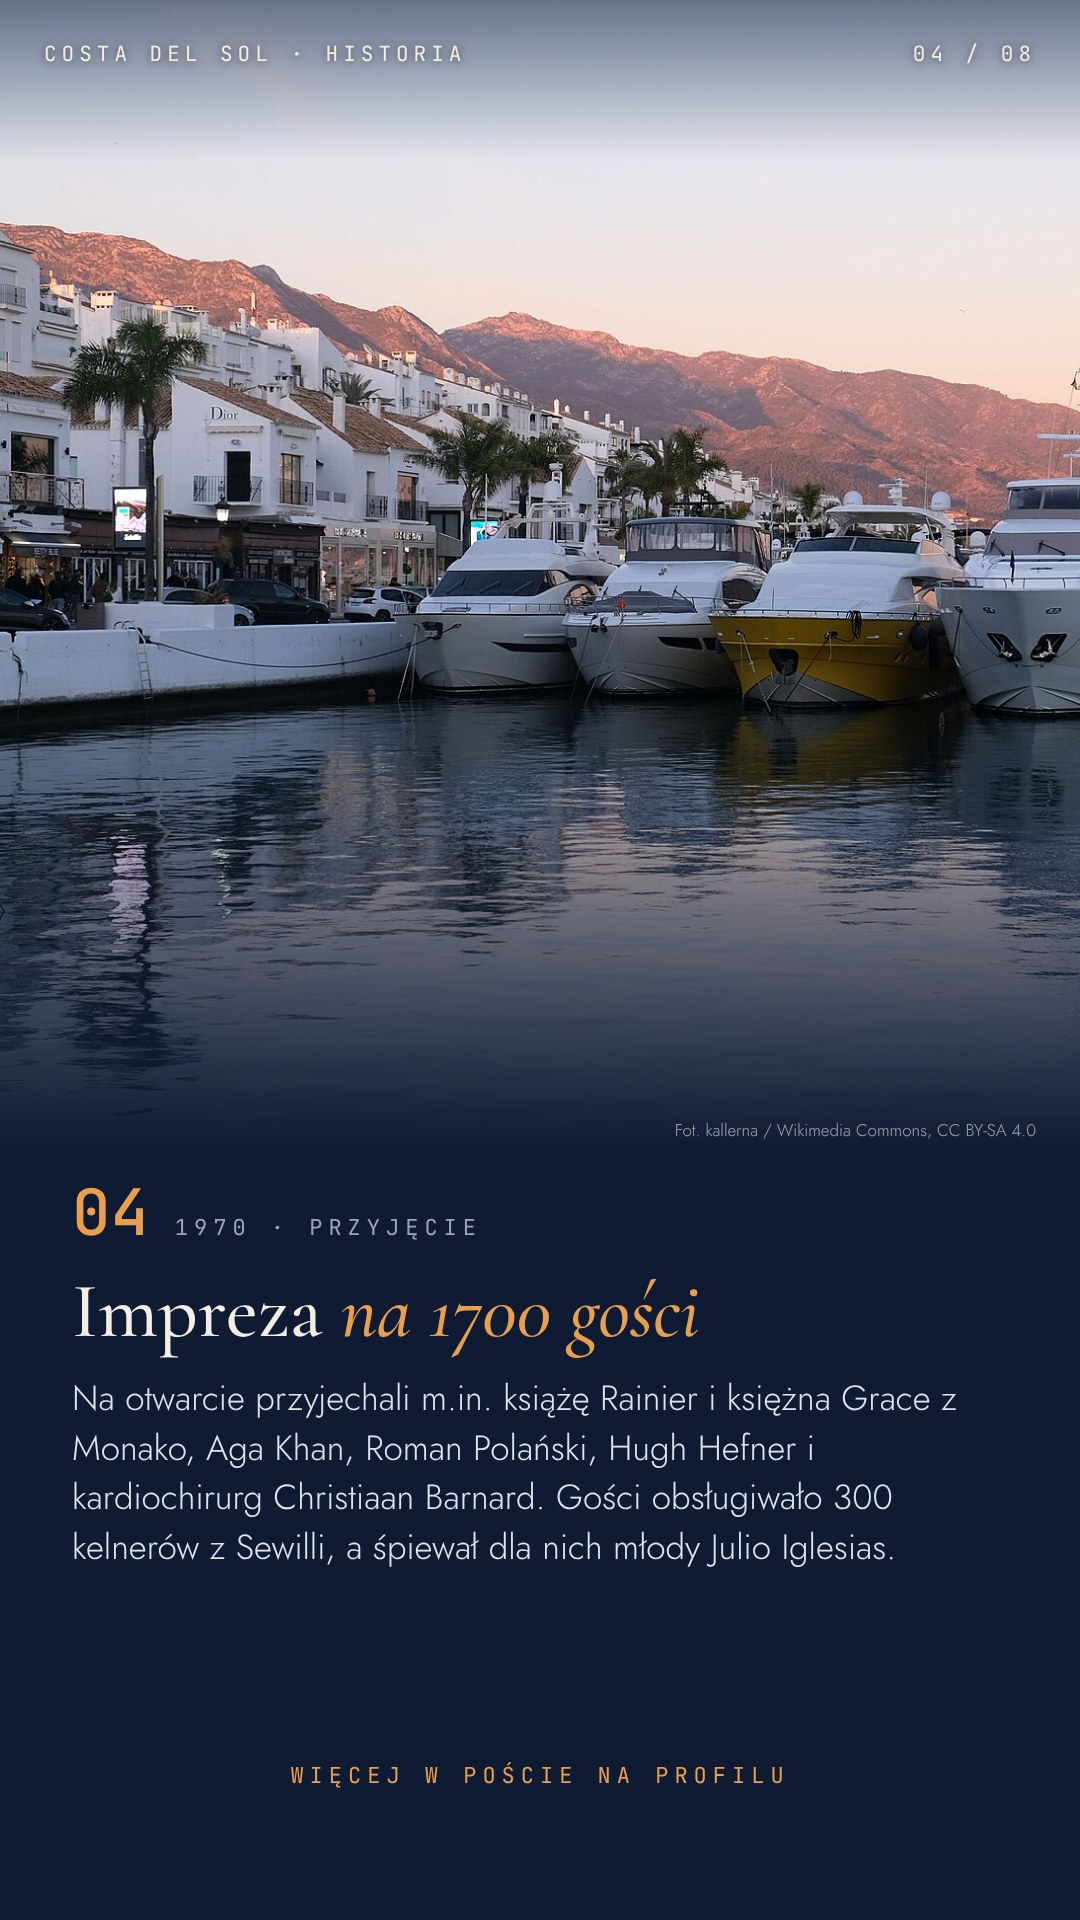 COSTA DEL SOL · HISTORIA
04 / 08
Dior
Fot. kallerna / Wikimedia Commons, CC BY-SA 4.0
04 1970 · PRZYJĘCIE
Impreza na 1700 gości
Na otwarcie przyjechali m.in. książę Rainier i księżna Grace z
Monako, Aga Khan, Roman Polański, Hugh Hefner i
kardiochirurg Christiaan Barnard. Gości obsługiwało 300
kelnerów z Sewilli, a śpiewał dla nich młody Julio Iglesias.
WIĘCEJ W POŚCIE NA PROFILU